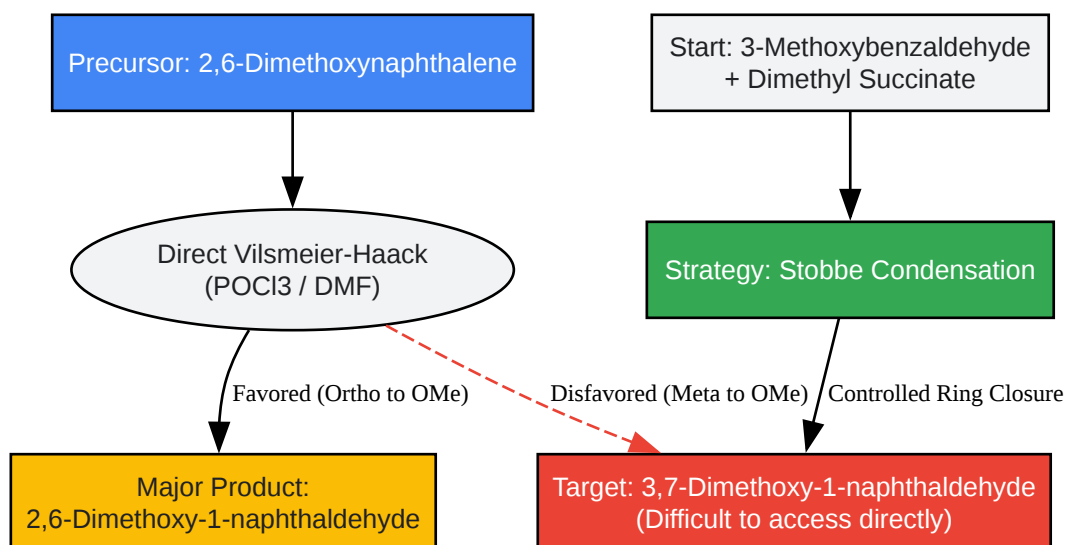 Precursor: 2,6-Dimethoxynaphthalene
Start: 3-Methoxybenzaldehyde
+ Dimethyl Succinate
Direct Vilsmeier-Haack
(POCl3 / DMF)
Strategy: Stobbe Condensation
Favored (Ortho to OMe)
Disfavored (Meta to OMe)
Controlled Ring Closure
Major Product:
2,6-Dimethoxy-1-naphthaldehyde
Target: 3,7-Dimethoxy-1-naphthaldehyde
(Difficult to access directly)